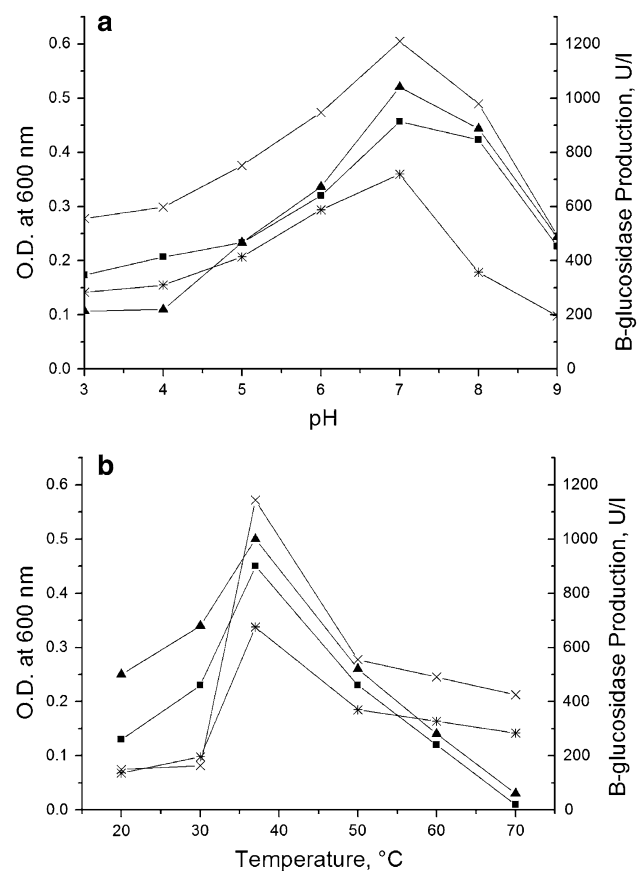 a
0.6
0.5
0.4
0.3
0.2
0.1
0.0
O.D. at 600 nm
1200
1000
800
600
400
200
0
B-glucosidase Production, U/l
3 4 5 6 7 8 9
pH
b
0.6
0.5
0.4
0.3
0.2
0.1
0.0
O.D. at 600 nm
1200
1000
800
600
400
200
0
B-glucosidase Production, U/l
20 30 40 50 60 70
Temperature, °C